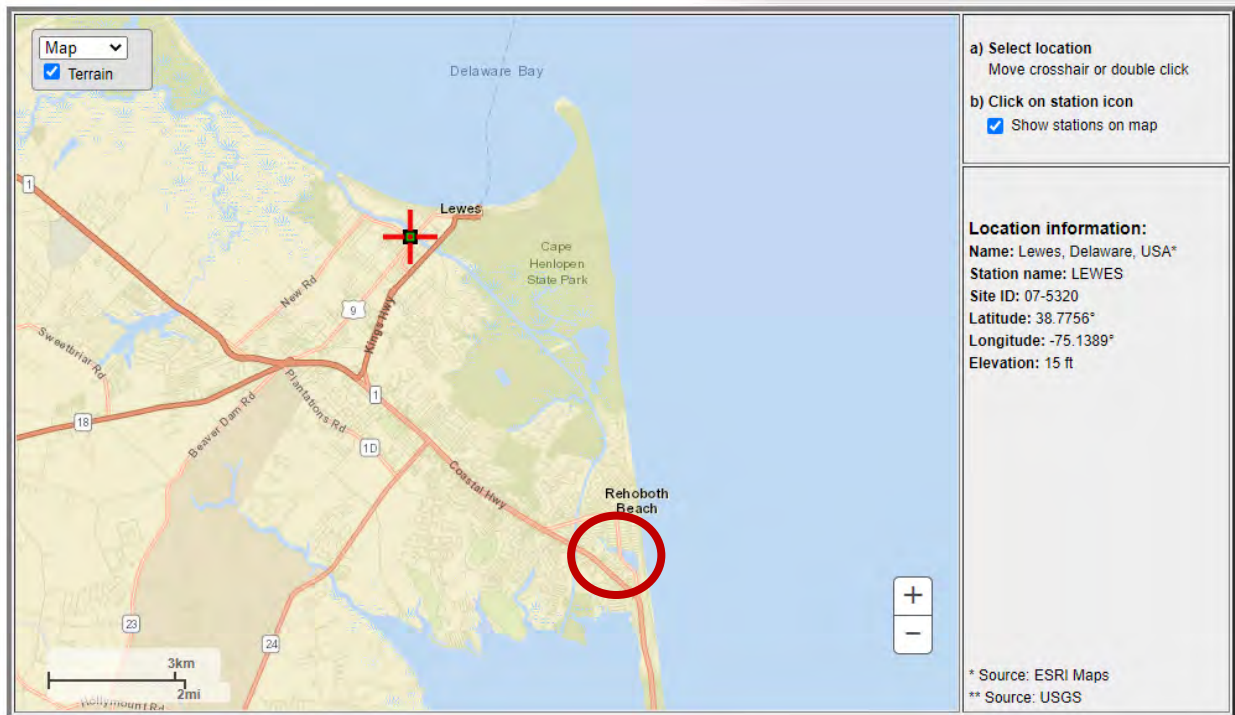 Map
Terrain
Delaware Bay
a) Select location
Move crosshair or double click
b) Click on station icon
Show stations on map
1
Lewes
Cape
Henlopen
State Park
New Rd
9
Kings Hwy
Sweetbriar Rd
Plantations Rd
1
18
Beaver Dam Rd
1D
Coastal Hwy
Rehoboth
Beach
23
24
3km
2mi
Hollymount Rd
+
−
Location information:
Name: Lewes, Delaware, USA*
Station name: LEWES
Site ID: 07-5320
Latitude: 38.7756°
Longitude: -75.1389°
Elevation: 15 ft
* Source: ESRI Maps
** Source: USGS